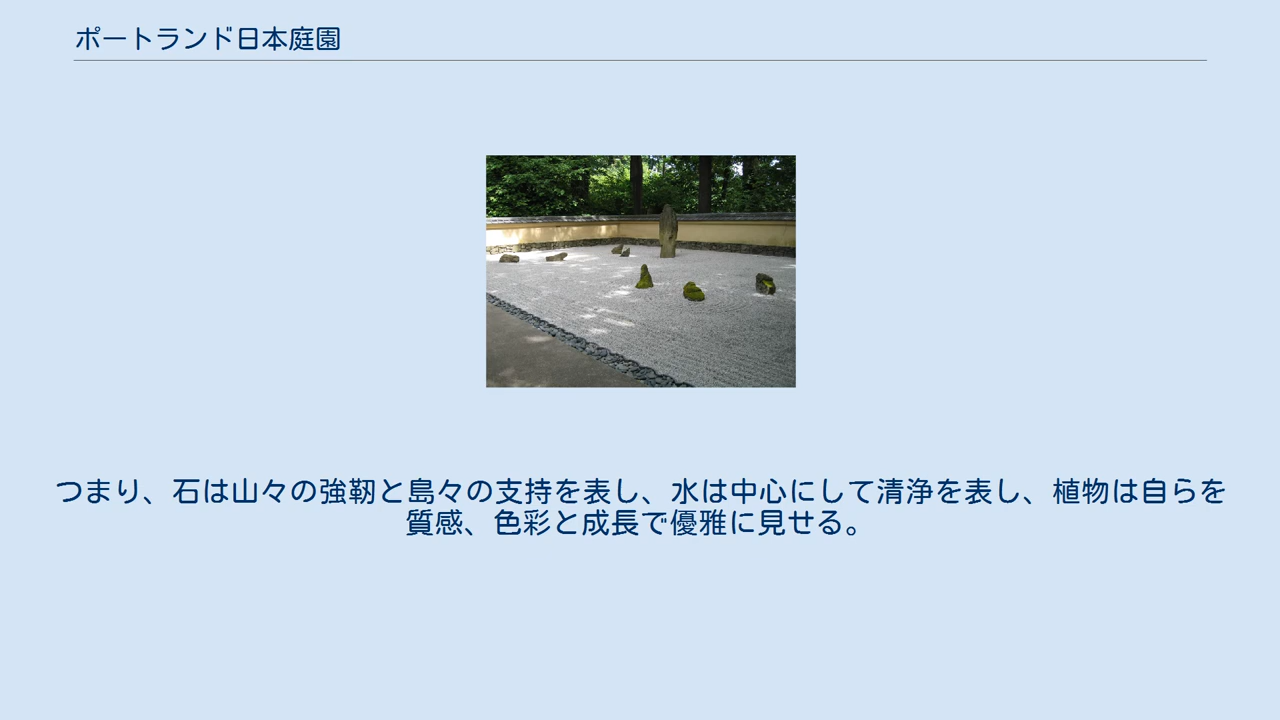 ポートランド日本庭園
つまり、石は山々の強靭と島々の支持を表し、水は中心にして清浄を表し、植物は自らを
質感、色彩と成長で優雅に見せる。